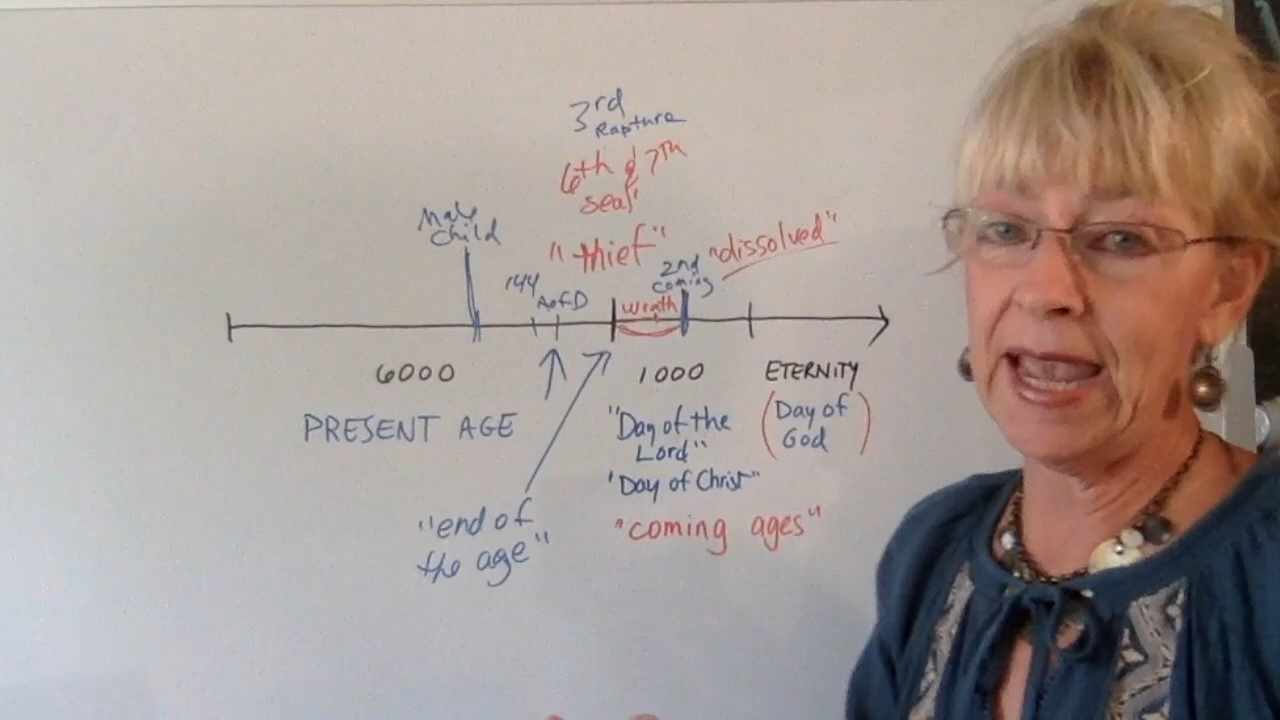 3rd
Rapture
6th & 7th
seal"
Male
Child
"thief"
"dissolved"
2nd
coming
144
AofD
wrath
6000
1000
ETERNITY
PRESENT AGE
"Day of the
Lord"
(Day of
God)
'Day of Christ"
"end of
the age"
"coming ages"